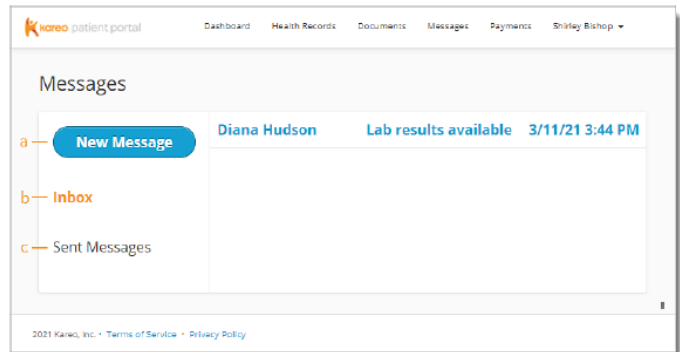 kareo patient portal Dashboard Health Records Documents Messages Payments Shirley Bishop
Messages
a New Message Diana Hudson Lab results available 3/11/21 3:44 PM
b Inbox
c Sent Messages
2021 Kareo, Inc. • Terms of Service • Privacy Policy